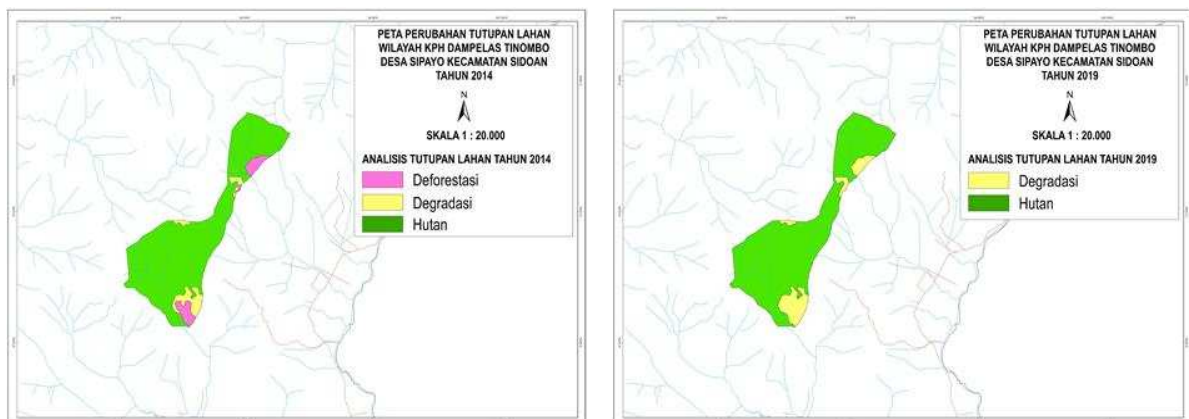 PETA PERUBAHAN TUTUPAN LAHAN
WILAYAH KPH DAMPELAS TINOMBO
DESA SIPAYO KECAMATAN SIDOAN
TAHUN 2014
N
SKALA 1 : 20.000
ANALISIS TUTUPAN LAHAN TAHUN 2014
Deforestasi
Degradasi
Hutan
PETA PERUBAHAN TUTUPAN LAHAN
WILAYAH KPH DAMPELAS TINOMBO
DESA SIPAYO KECAMATAN SIDOAN
TAHUN 2019
N
SKALA 1 : 20.000
ANALISIS TUTUPAN LAHAN TAHUN 2019
Degradasi
Hutan